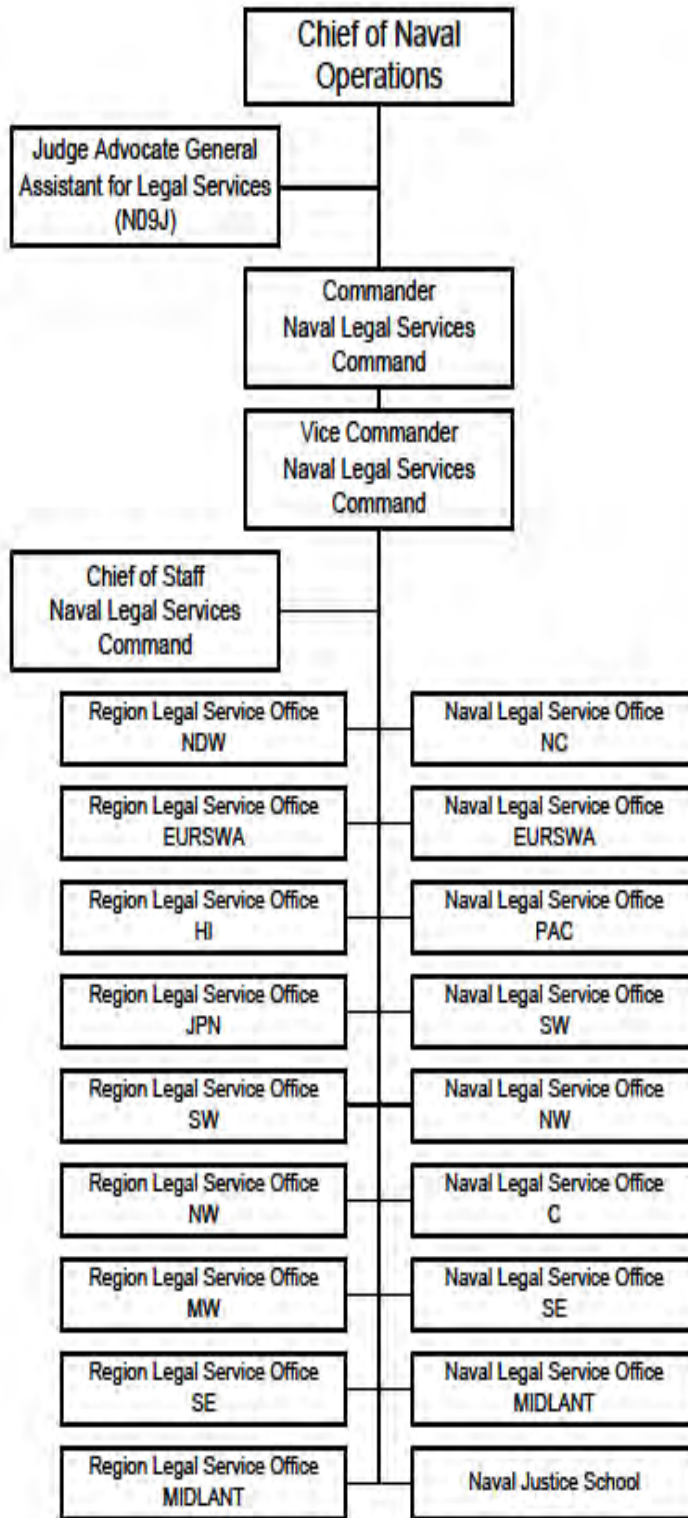 Chief of Naval
Operations
Judge Advocate General
Assistant for Legal Services
(N09J)
Commander
Naval Legal Services
Command
Vice Commander
Naval Legal Services
Command
Chief of Staff
Naval Legal Services
Command
Region Legal Service Office
NDW
Naval Legal Service Office
NC
Region Legal Service Office
EURSWA
Naval Legal Service Office
EURSWA
Region Legal Service Office
HI
Naval Legal Service Office
PAC
Region Legal Service Office
JPN
Naval Legal Service Office
SW
Region Legal Service Office
SW
Naval Legal Service Office
NW
Region Legal Service Office
NW
Naval Legal Service Office
C
Region Legal Service Office
MW
Naval Legal Service Office
SE
Region Legal Service Office
SE
Naval Legal Service Office
MIDLANT
Region Legal Service Office
MIDLANT
Naval Justice School